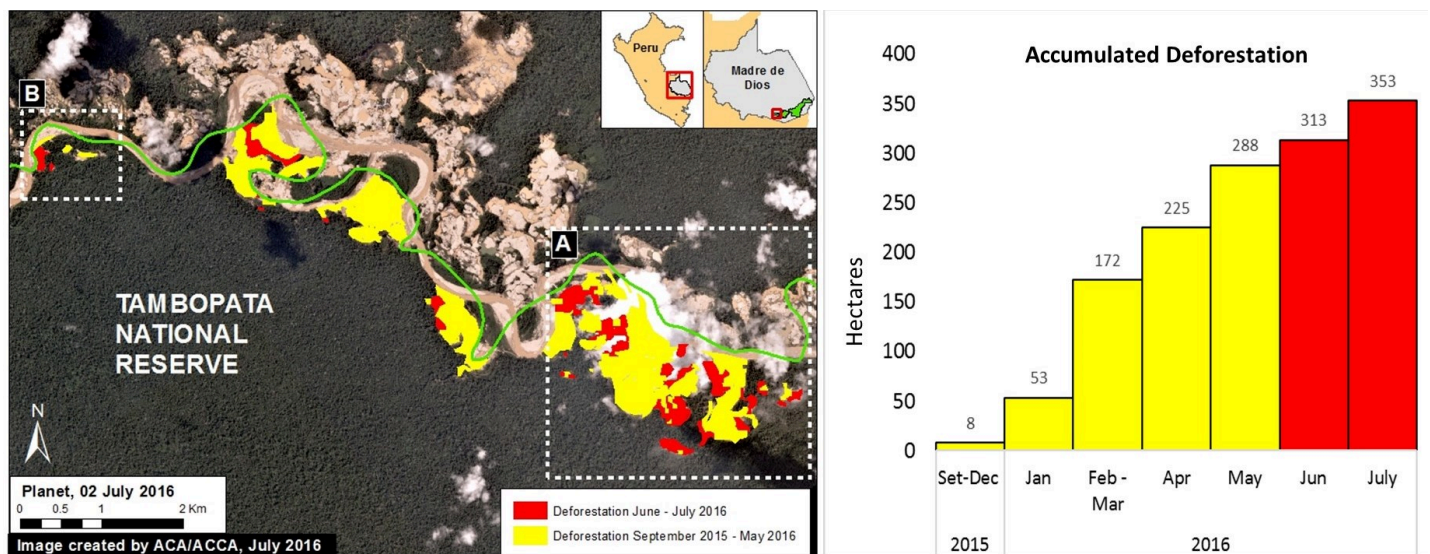 B
A
Peru
Madre de
Dios
TAMBOPATA
NATIONAL
RESERVE
N
Planet, 02 July 2016
0 0.5 1 2 Km
Image created by ACA/ACCA, July 2016
Deforestation June - July 2016
Deforestation September 2015 - May 2016
Accumulated Deforestation
Hectares
400
350
300
250
200
150
100
50
0
8
53
172
225
288
313
353
Set-Dec
Jan
Feb -
Mar
Apr
May
Jun
July
2015
2016